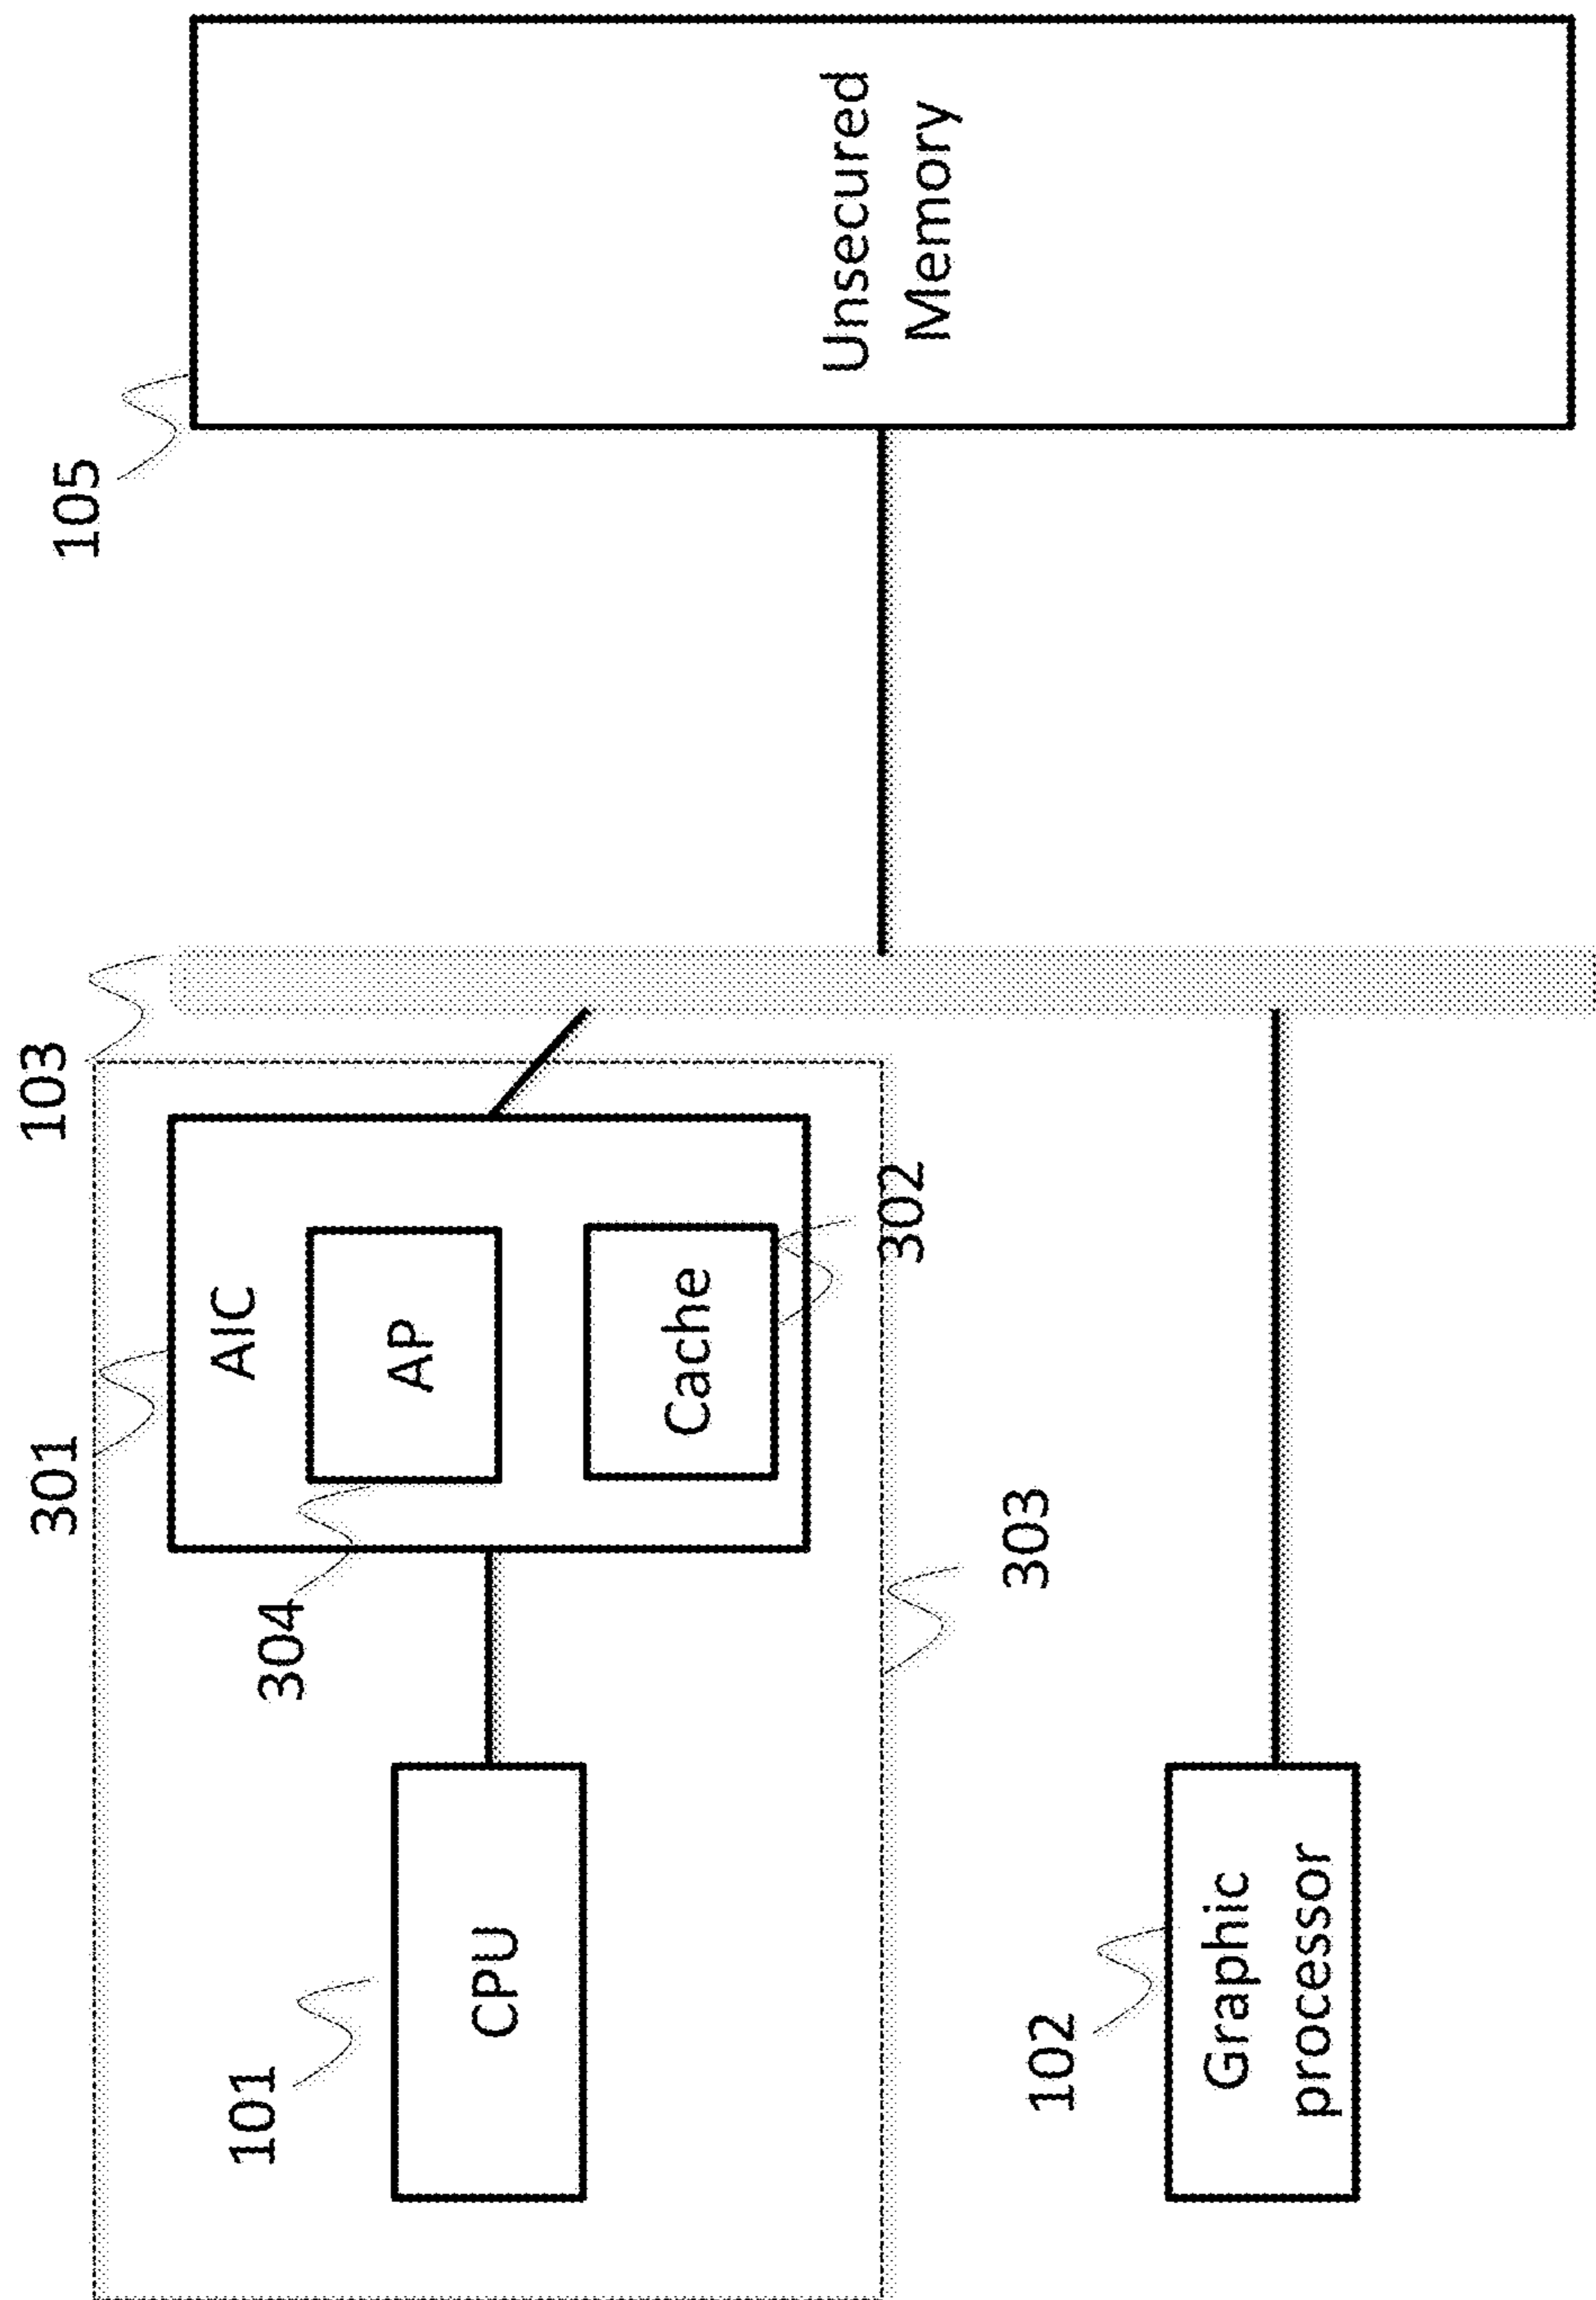 103
105
301
AIC
304
AP
101
CPU
Cache
302
Unsecured
Memory
303
102
Graphic
processor